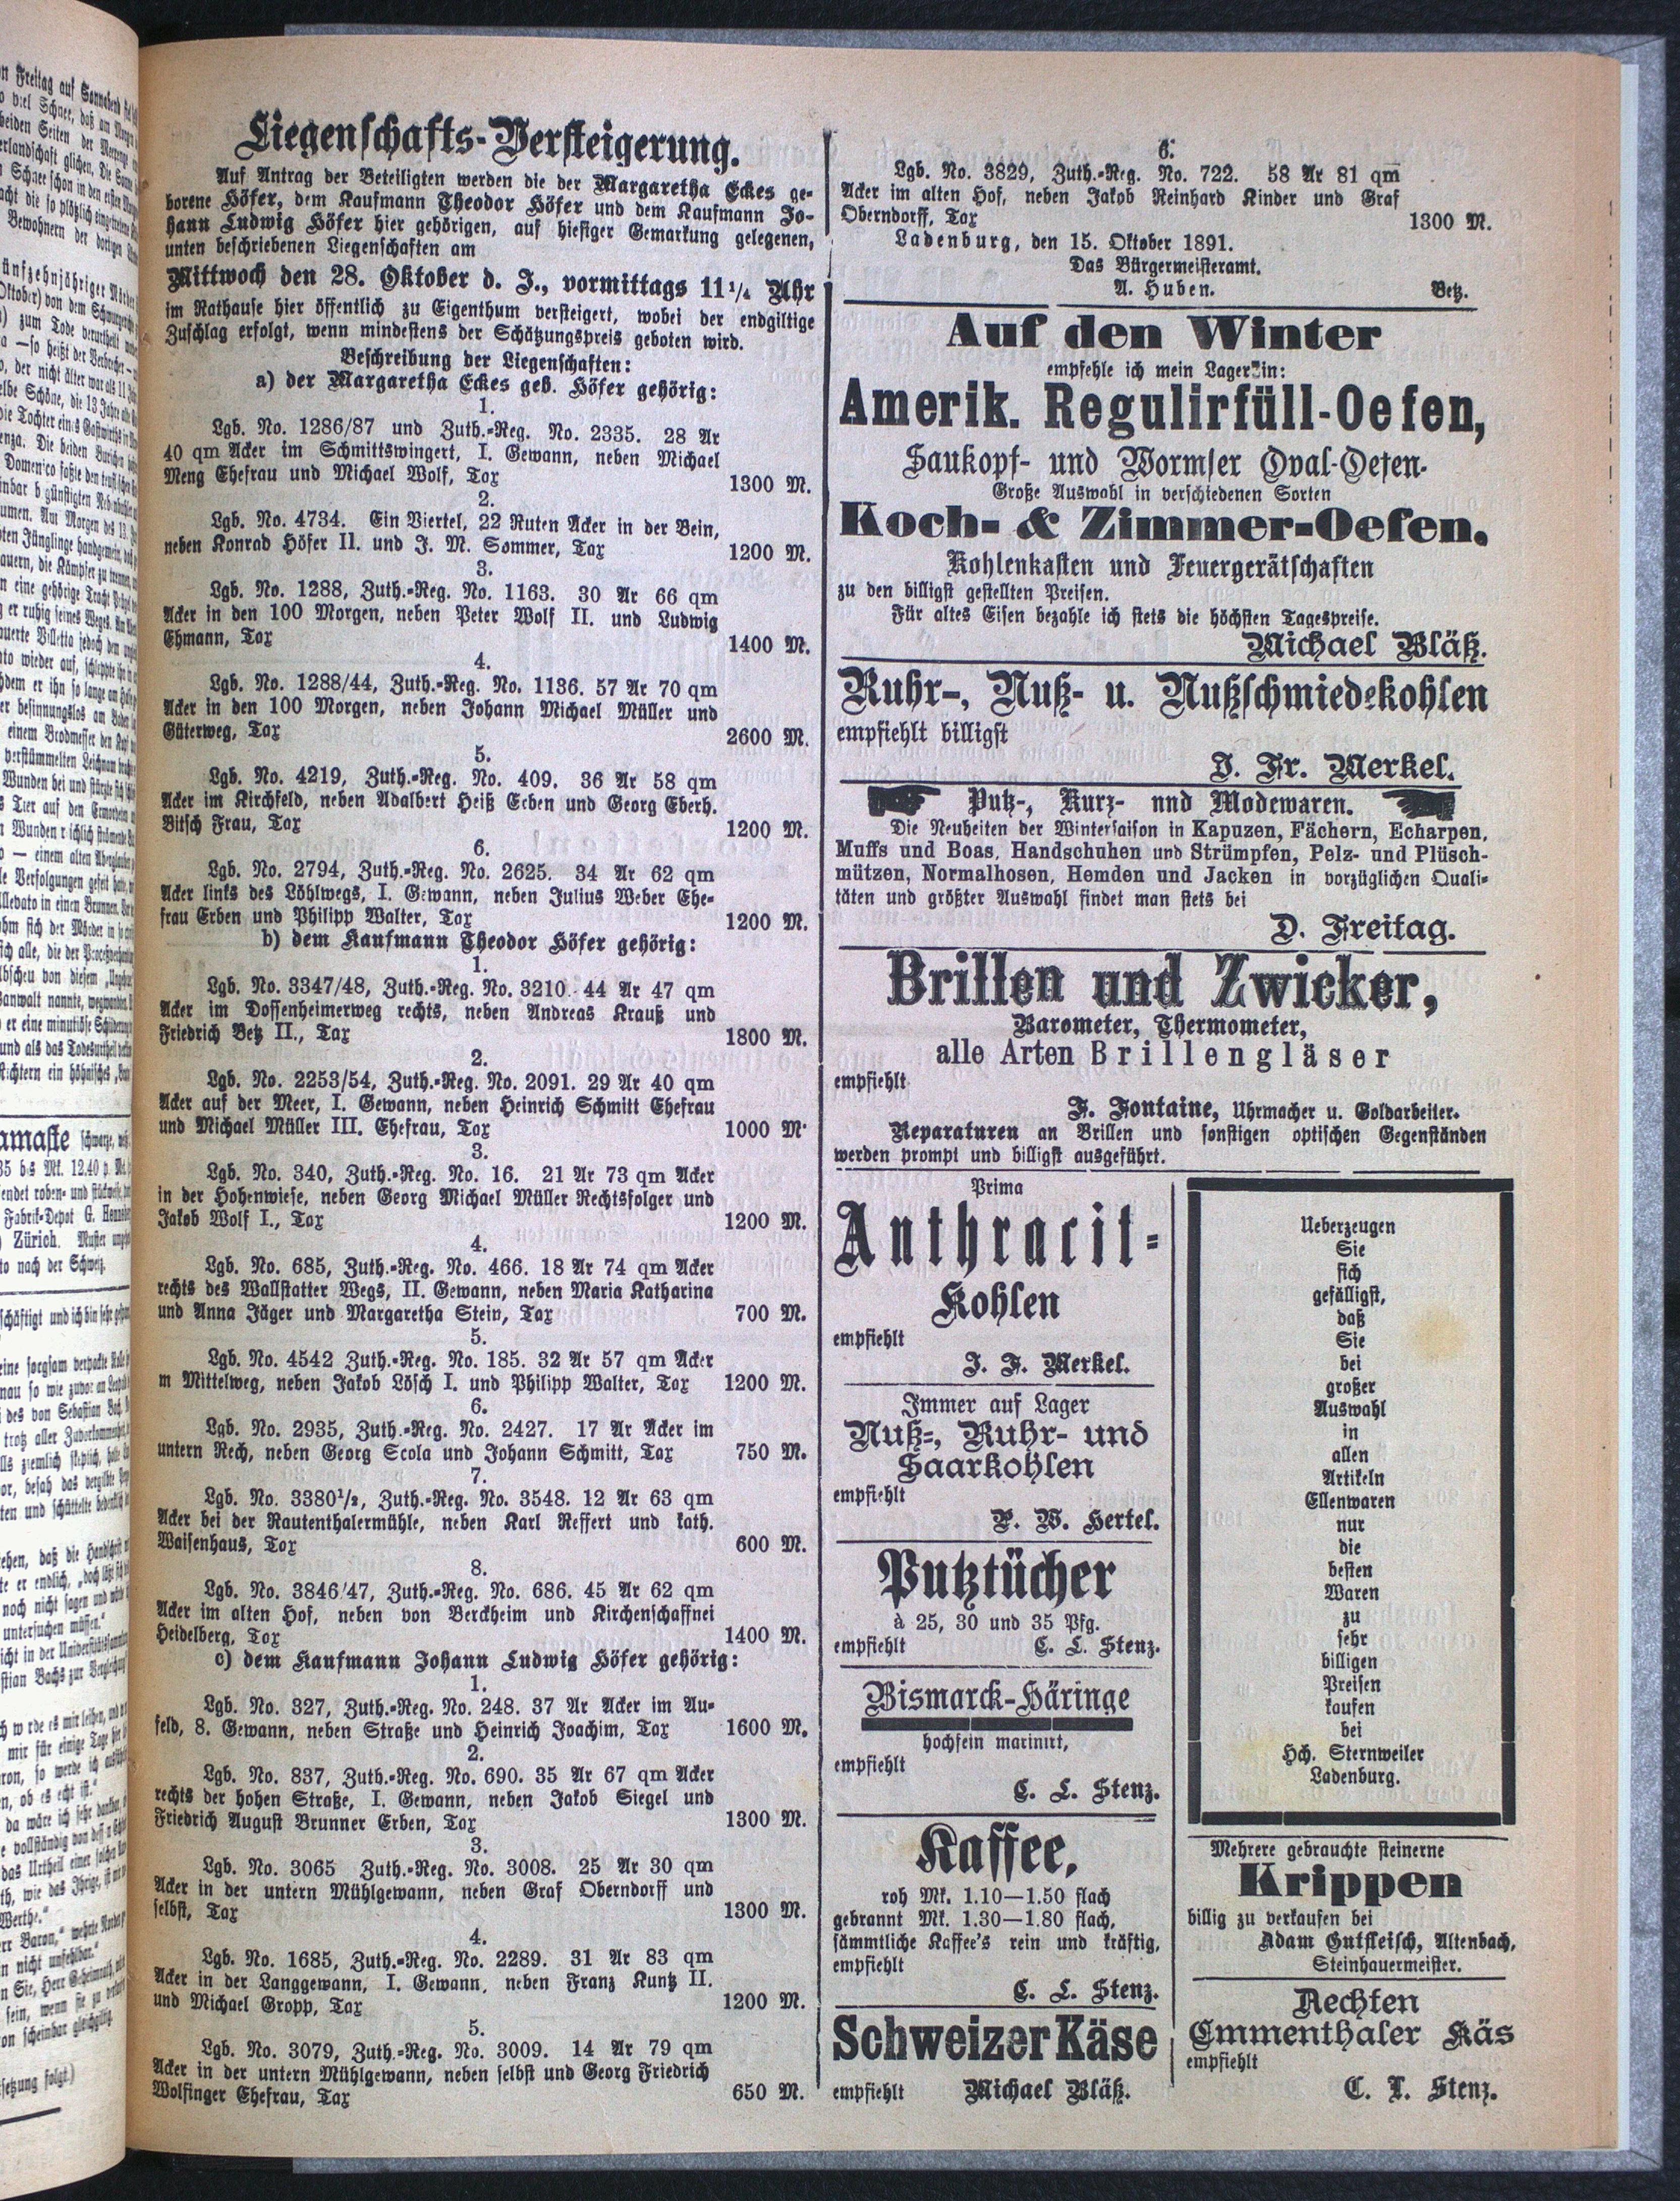 Liegenschafts-Versteigerung.
Auf Antrag der Beteiligten werden die der Margaretha Eckes ge-
borene Höfer, dem Kaufmann Theodor Höfer und dem Kaufmann Jo-
hann Ludwig Höfer hier gehörigen, auf hiesiger Gemarkung gelegenen,
unten beschriebenen Liegenschaften am
Mittwoch den 28. Oktober d. J., vormittags 11 1/4 Uhr
im Rathause hier öffentlich zu Eigenthum versteigert, wobei der endgiltige
Zuschlag erfolgt, wenn mindestens der Schätzungspreis geboten wird.
Beschreibung der Liegenschaften:
a) der Margaretha Eckes geb. Höfer gehörig:
1.
Lgb. No. 1286/87 und Zuth.-Reg. No. 2335. 28 Ar
40 qm Acker im Schmittswingert, I. Gewann, neben Michael
Meng Ehefrau und Michael Wolf, Tax 1300 M.
2.
Lgb. No. 4734. Ein Viertel, 22 Ruten Acker in der Bein,
neben Konrad Höfer II. und J. M. Sommer, Tax 1200 M.
3.
Lgb. No. 1288, Zuth.-Reg. No. 1163. 30 Ar 66 qm
Acker in den 100 Morgen, neben Peter Wolf II. und Ludwig
Ehmann, Tax 1400 M.
4.
Lgb. No. 1288/44, Zuth.-Reg. No. 1136. 57 Ar 70 qm
Acker in den 100 Morgen, neben Johann Michael Müller und
Güterweg, Tax 2600 M.
5.
Lgb. No. 4219, Zuth.-Reg. No. 409. 36 Ar 58 qm
Acker im Kirchfeld, neben Adalbert Heiß Erben und Georg Eberh.
Bitsch Frau, Tax 1200 M.
6.
Lgb. No. 2794, Zuth.-Reg. No. 2625. 34 Ar 62 qm
Acker links des Löhlwegs, I. Gewann, neben Julius Weber Ehe-
frau Erben und Philipp Walter, Tax 1200 M.
b) dem Kaufmann Theodor Höfer gehörig:
1.
Lgb. No. 3347/48, Zuth.-Reg. No. 3210. 44 Ar 47 qm
Acker im Dossenheimerweg rechts, neben Andreas Krauß und
Friedrich Betz II., Tax 1800 M.
2.
Lgb. No. 2253/54, Zuth.-Reg. No. 2091. 29 Ar 40 qm
Acker auf der Meer, I. Gewann, neben Heinrich Schmitt Ehefrau
und Michael Müller III. Ehefrau, Tax 1000 M.
3.
Lgb. No. 340, Zuth.-Reg. No. 16. 21 Ar 73 qm Acker
in der Hohenwiese, neben Georg Michael Müller Rechtsfolger und
Jakob Wolf I., Tax 1200 M.
4.
Lgb. No. 685, Zuth.-Reg. No. 466. 18 Ar 74 qm Acker
rechts des Wallstatter Wegs, II. Gewann, neben Maria Katharina
und Anna Jäger und Margaretha Stein, Tax 700 M.
5.
Lgb. No. 4542 Zuth.-Reg. No. 185. 32 Ar 57 qm Acker
m Mittelweg, neben Jakob Lösch I. und Philipp Walter, Tax 1200 M.
6.
Lgb. No. 2935, Zuth.-Reg. No. 2427. 17 Ar Acker im
untern Rech, neben Georg Scola und Johann Schmitt, Tax 750 M.
7.
Lgb. No. 3380 1/2, Zuth.-Reg. No. 3548. 12 Ar 63 qm
Acker bei der Rautenthalermühle, neben Karl Reffert und kath.
Waisenhaus, Tax 600 M.
8.
Lgb. No. 3846/47, Zuth.-Reg. No. 686. 45 Ar 62 qm
Acker im alten Hof, neben von Berckheim und Kirchenschaffnei
Heidelberg, Tax 1400 M.
c) dem Kaufmann Johann Ludwig Höfer gehörig:
1.
Lgb. No. 327, Zuth.-Reg. No. 248. 37 Ar Acker im Au-
feld, 8. Gewann, neben Straße und Heinrich Joachim, Tax 1600 M.
2.
Lgb. No. 837, Zuth.-Reg. No. 690. 35 Ar 67 qm Acker
rechts der hohen Straße, I. Gewann, neben Jakob Siegel und
Friedrich August Brunner Erben, Tax 1300 M.
3.
Lgb. No. 3065 Zuth.-Reg. No. 3008. 25 Ar 30 qm
Acker in der untern Mühlgewann, neben Graf Oberndorff und
selbst, Tax 1300 M.
4.
Lgb. No. 1685, Zuth.-Reg. No. 2289. 31 Ar 83 qm
Acker in der Langgewann, I. Gewann, neben Franz Kuntz II.
und Michael Gropp, Tax 1200 M.
5.
Lgb. No. 3079, Zuth.-Reg. No. 3009. 14 Ar 79 qm
Acker in der untern Mühlgewann, neben selbst und Georg Friedrich
Wolfinger Ehefrau, Tax 650 M.
6.
Lgb. No. 3829, Zuth.-Reg. No. 722. 58 Ar 81 qm
Acker im alten Hof, neben Jakob Reinhard Kinder und Graf
Oberndorff, Tax 1300 M.
Ladenburg, den 15. Oktober 1891.
Das Bürgermeisteramt.
A. Huben. Betz.
Auf den Winter
empfehle ich mein Lager in:
Amerik. Regulirfüll-Oefen,
Saukopf- und Wormser Oval-Oefen.
Große Auswahl in verschiedenen Sorten
Koch- & Zimmer-Oefen.
Kohlenkasten und Feuergerätschaften
zu den billigst gestellten Preisen.
Für altes Eisen bezahle ich stets die höchsten Tagespreise.
Michael Bläß.
Ruhr-, Nuß- u. Nußschmiedekohlen
empfiehlt billigst
J. Fr. Merkel.
Putz-, Kurz- nnd Modewaren.
Die Neuheiten der Wintersaison in Kapuzen, Fächern, Echarpen,
Muffs und Boas, Handschuhen und Strümpfen, Pelz- und Plüsch-
mützen, Normalhosen, Hemden und Jacken in vorzüglichen Quali-
täten und größter Auswahl findet man stets bei
D. Freitag.
Brillen und Zwicker,
Barometer, Thermometer,
alle Arten Brillengläser
empfiehlt
F. Fontaine, Uhrmacher u. Goldarbeiter.
Reparaturen an Brillen und sonstigen optischen Gegenständen
werden prompt und billigst ausgeführt.
Prima
Anthracit-
Kohlen
empfiehlt
J. F. Merkel.
Immer auf Lager
Nuß-, Ruhr- und
Saarkohlen
empfiehlt
P. W. Hertel.
Putztücher
à 25, 30 und 35 Pfg.
empfiehlt C. L. Stenz.
Bismarck-Häringe
hochfein marinirt,
empfiehlt
C. L. Stenz.
Kaffee,
roh Mk. 1.10—1.50 flach
gebrannt Mk. 1.30—1.80 flach,
sämmtliche Kaffee's rein und kräftig,
empfiehlt
C. L. Stenz.
Schweizer Käse
empfiehlt Michael Bläß.
Ueberzeugen
Sie
sich
gefälligst,
daß
Sie
bei
großer
Auswahl
in
allen
Artikeln
Ellenwaren
nur
die
besten
Waren
zu
sehr
billigen
Preisen
kaufen
bei
Hch. Sternweiler
Ladenburg.
Mehrere gebrauchte steinerne
Krippen
billig zu verkaufen bei
Adam Gutfleisch, Altenbach,
Steinhauermeister.
Aechten
Emmenthaler Käs
empfiehlt
C. L. Stenz.